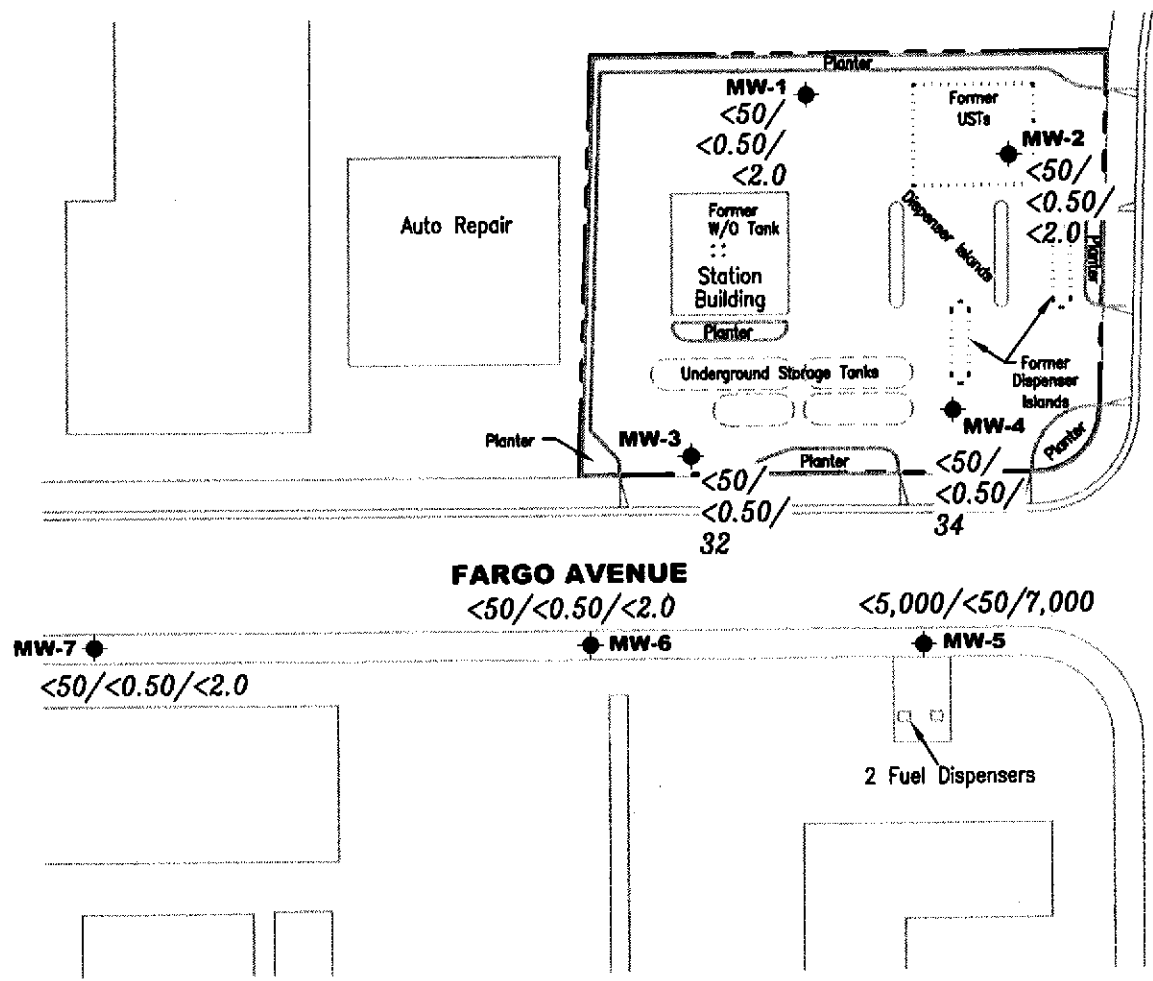 Planter
MW-1
<50/
<0.50/
<2.0
Former
USTs
MW-2
<50/
<0.50/
<2.0
Auto Repair
Former
W/O Tank
Station
Building
Planter
Dispenser Islands
Planter
Underground Storage Tanks
Former
Dispenser
Islands
Planter
MW-3
<50/
<0.50/
32
Planter
MW-4
<50/
<0.50/
34
Planter
FARGO AVENUE
<50/<0.50/<2.0
<5,000/<50/7,000
MW-7
MW-6
MW-5
<50/<0.50/<2.0
2 Fuel Dispensers